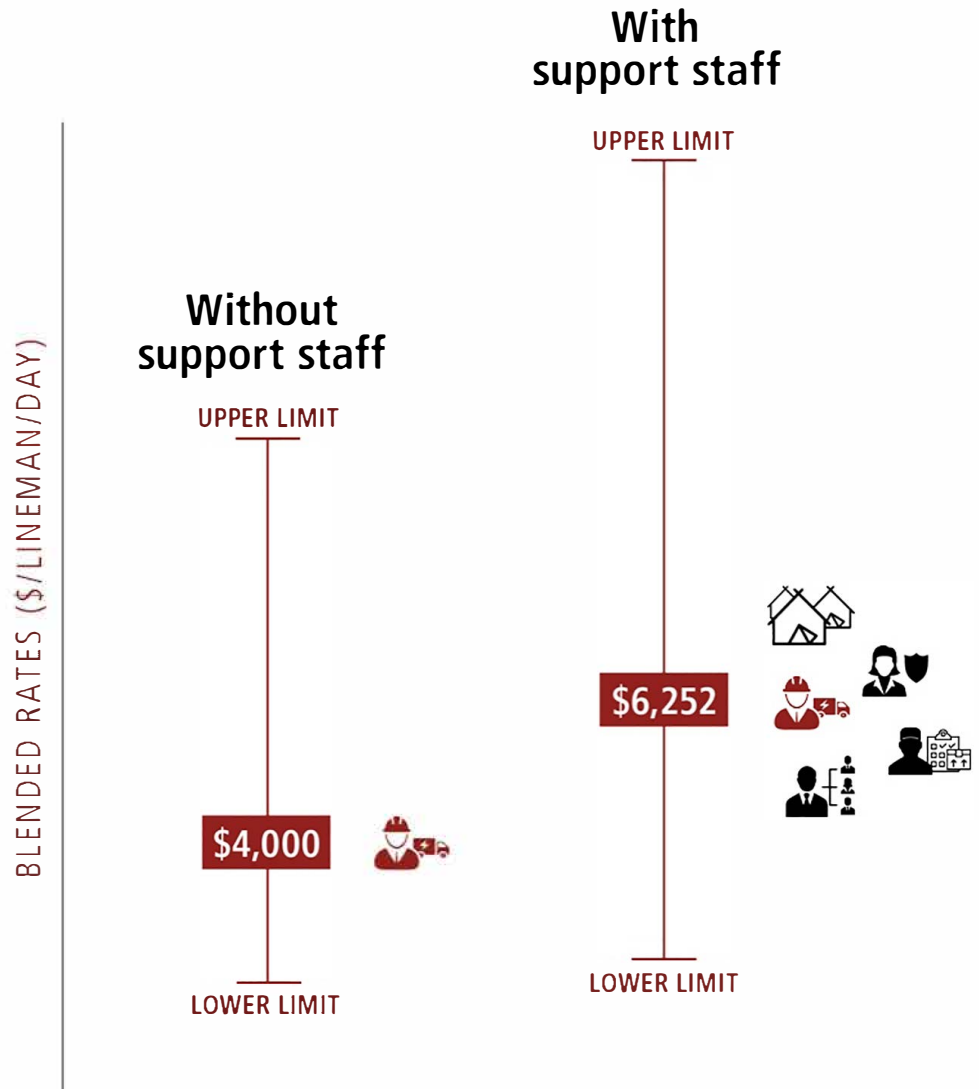 With
support staff
UPPER LIMIT
Without
support staff
UPPER LIMIT
BLENDED RATES ($/LINEMAN/DAY)
$6,252
$4,000
LOWER LIMIT
LOWER LIMIT